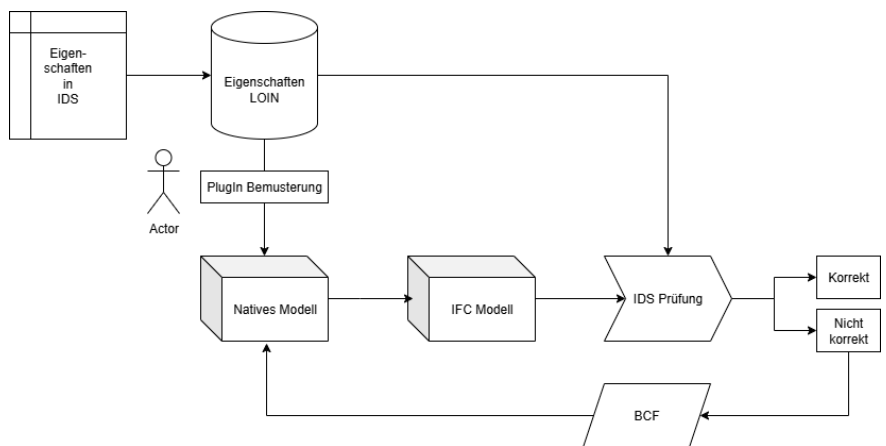 Eigen-
schaften
in
IDS
Eigenschaften
LOIN
PlugIn Bemusterung
Actor
Natives Modell
IFC Modell
IDS Prüfung
Korrekt
Nicht
korrekt
BCF